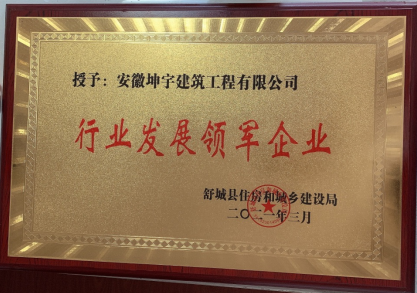 授予：安徽坤宇建筑工程有限公司
行业发展领军企业
舒城县住房和城乡建设局
二〇二一年三月